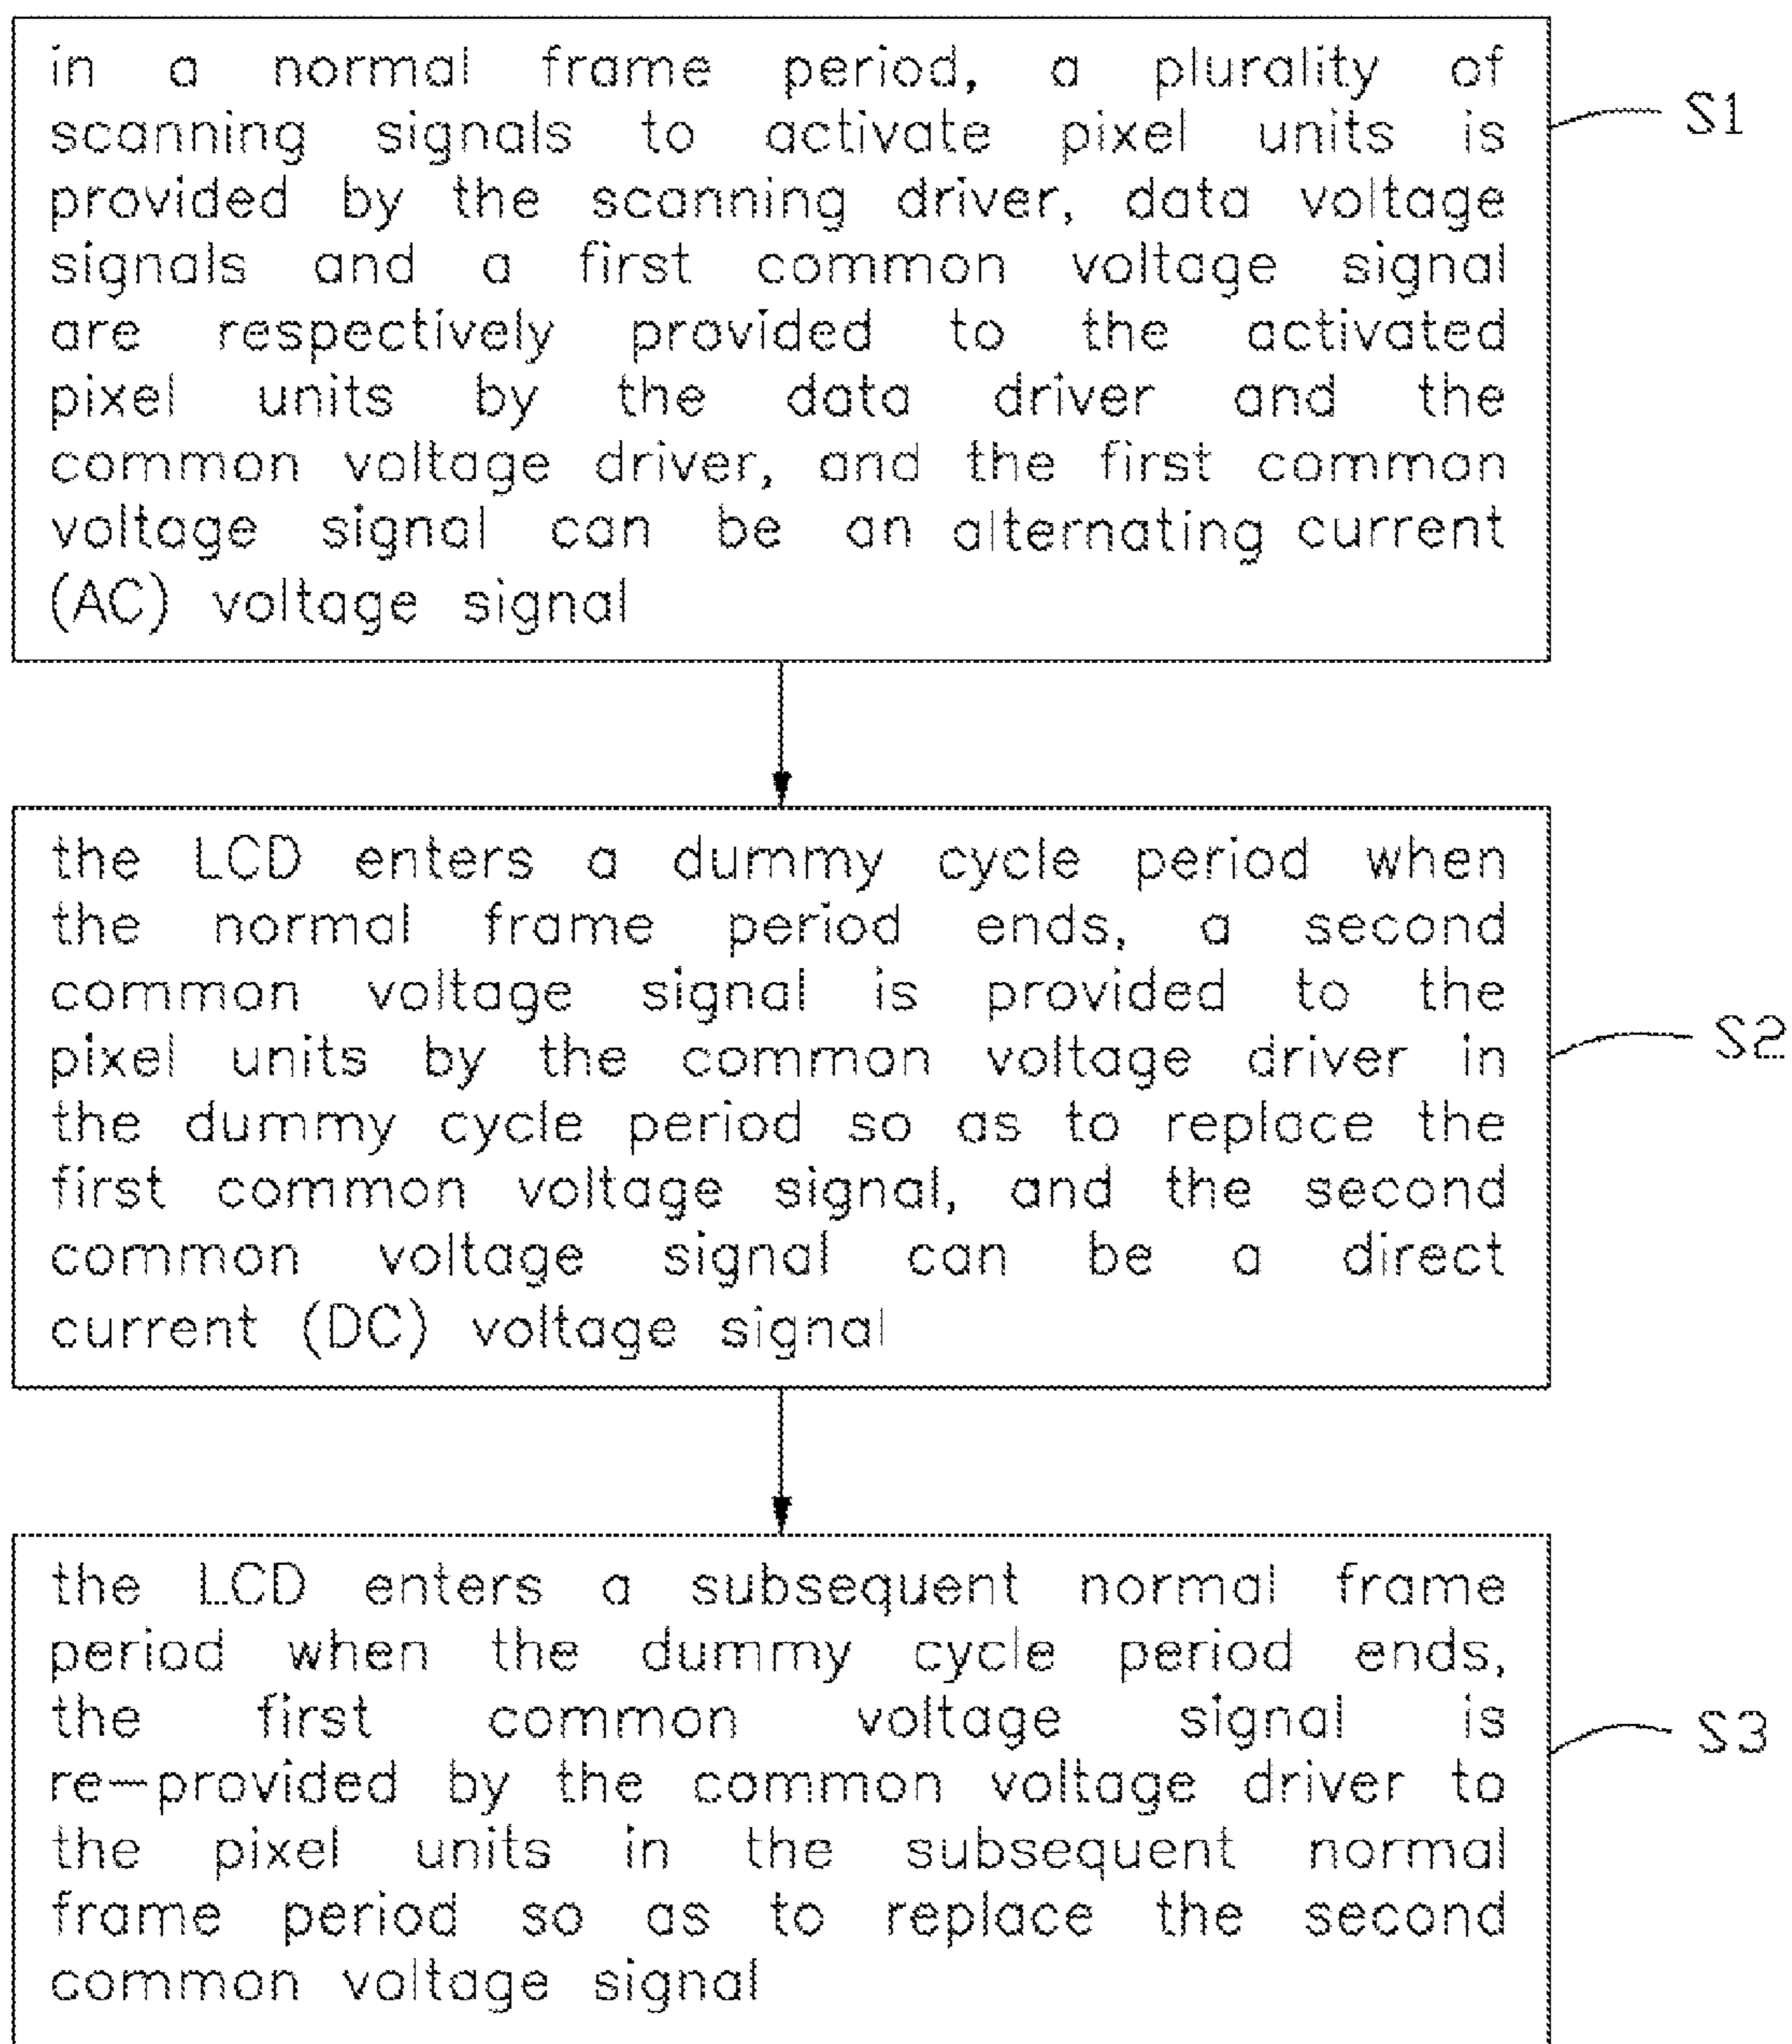 in a normal frame period, a plurality of
scanning signals to activate pixel units is
provided by the scanning driver, data voltage
signals and a first common voltage signal
are respectively provided to the activated
pixel units by the data driver and the
common voltage driver, and the first common
voltage signal can be an alternating current
(AC) voltage signal
S1
the LCD enters a dummy cycle period when
the normal frame period ends, a second
common voltage signal is provided to the
pixel units by the common voltage driver in
the dummy cycle period so as to replace the
first common voltage signal, and the second
common voltage signal can be a direct
current (DC) voltage signal
S2
the LCD enters a subsequent normal frame
period when the dummy cycle period ends,
the first common voltage signal is
re-provided by the common voltage driver to
the pixel units in the subsequent normal
frame period so as to replace the second
common voltage signal
S3